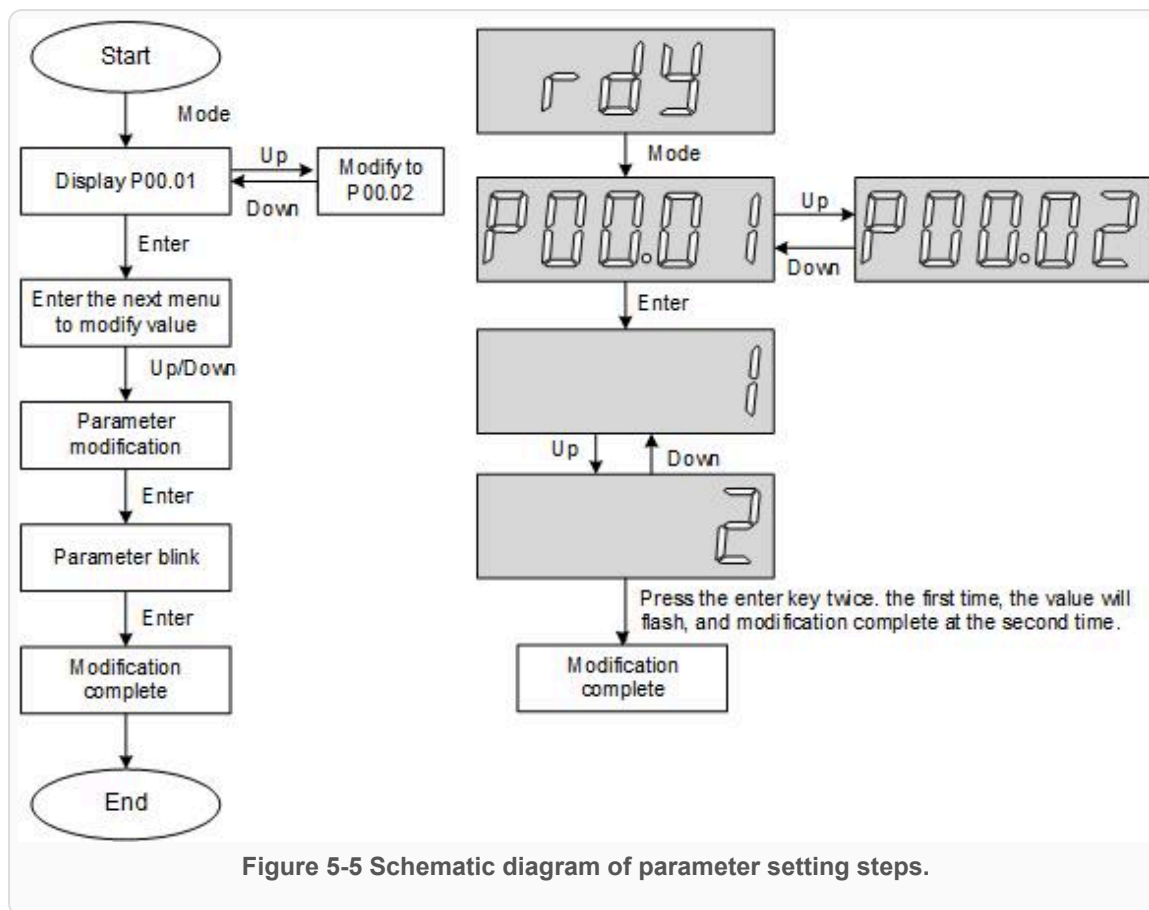 Start
Mode
Display P00.01
Up
Down
Modify to
P00.02
Enter
Enter the next menu
to modify value
Up/Down
Parameter
modification
Enter
Parameter blink
Enter
Modification
complete
End
rdy
Mode
P00.01
Up
Down
P00.02
Enter
1
Up
Down
2
Press the enter key twice. the first time, the value will
flash, and modification complete at the second time.
Modification
complete
Figure 5-5 Schematic diagram of parameter setting steps.